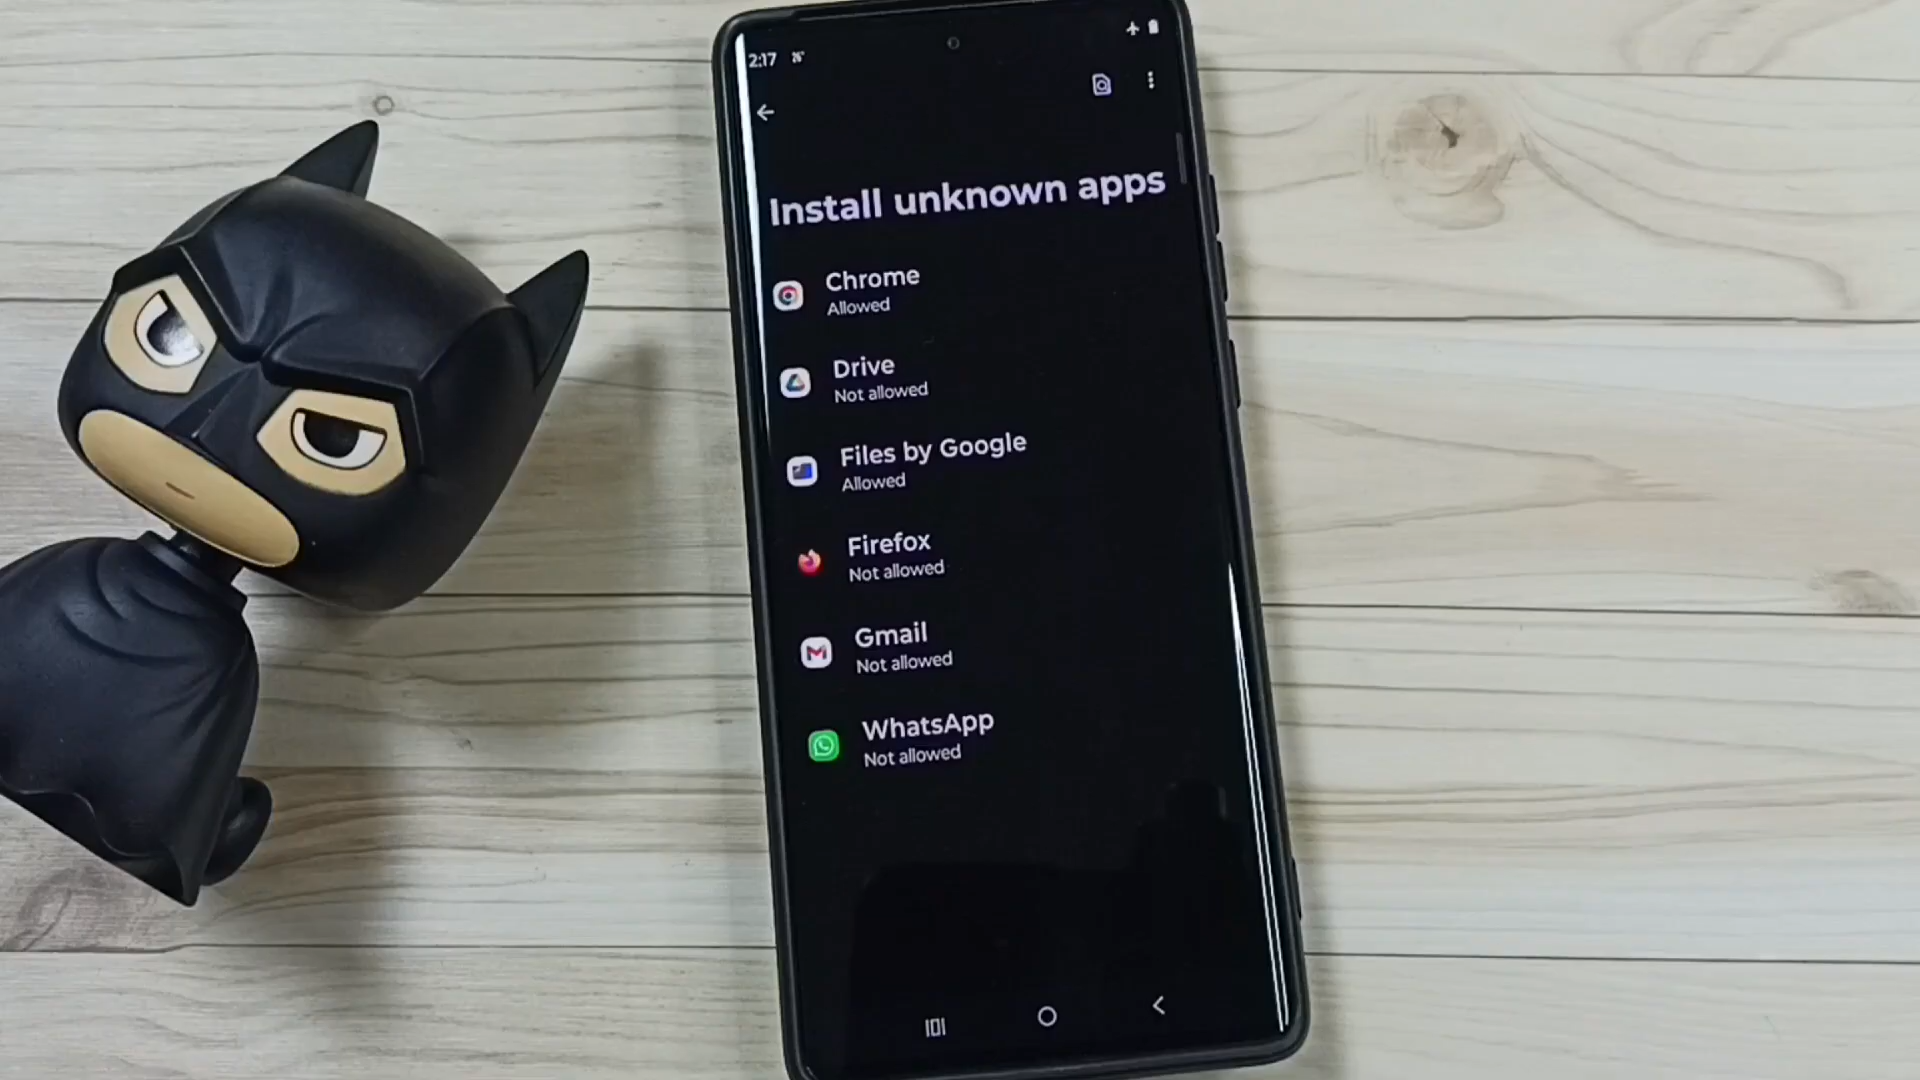 2:17
Install unknown apps
Chrome
Allowed
Drive
Not allowed
Files by Google
Allowed
Firefox
Not allowed
Gmail
Not allowed
WhatsApp
Not allowed